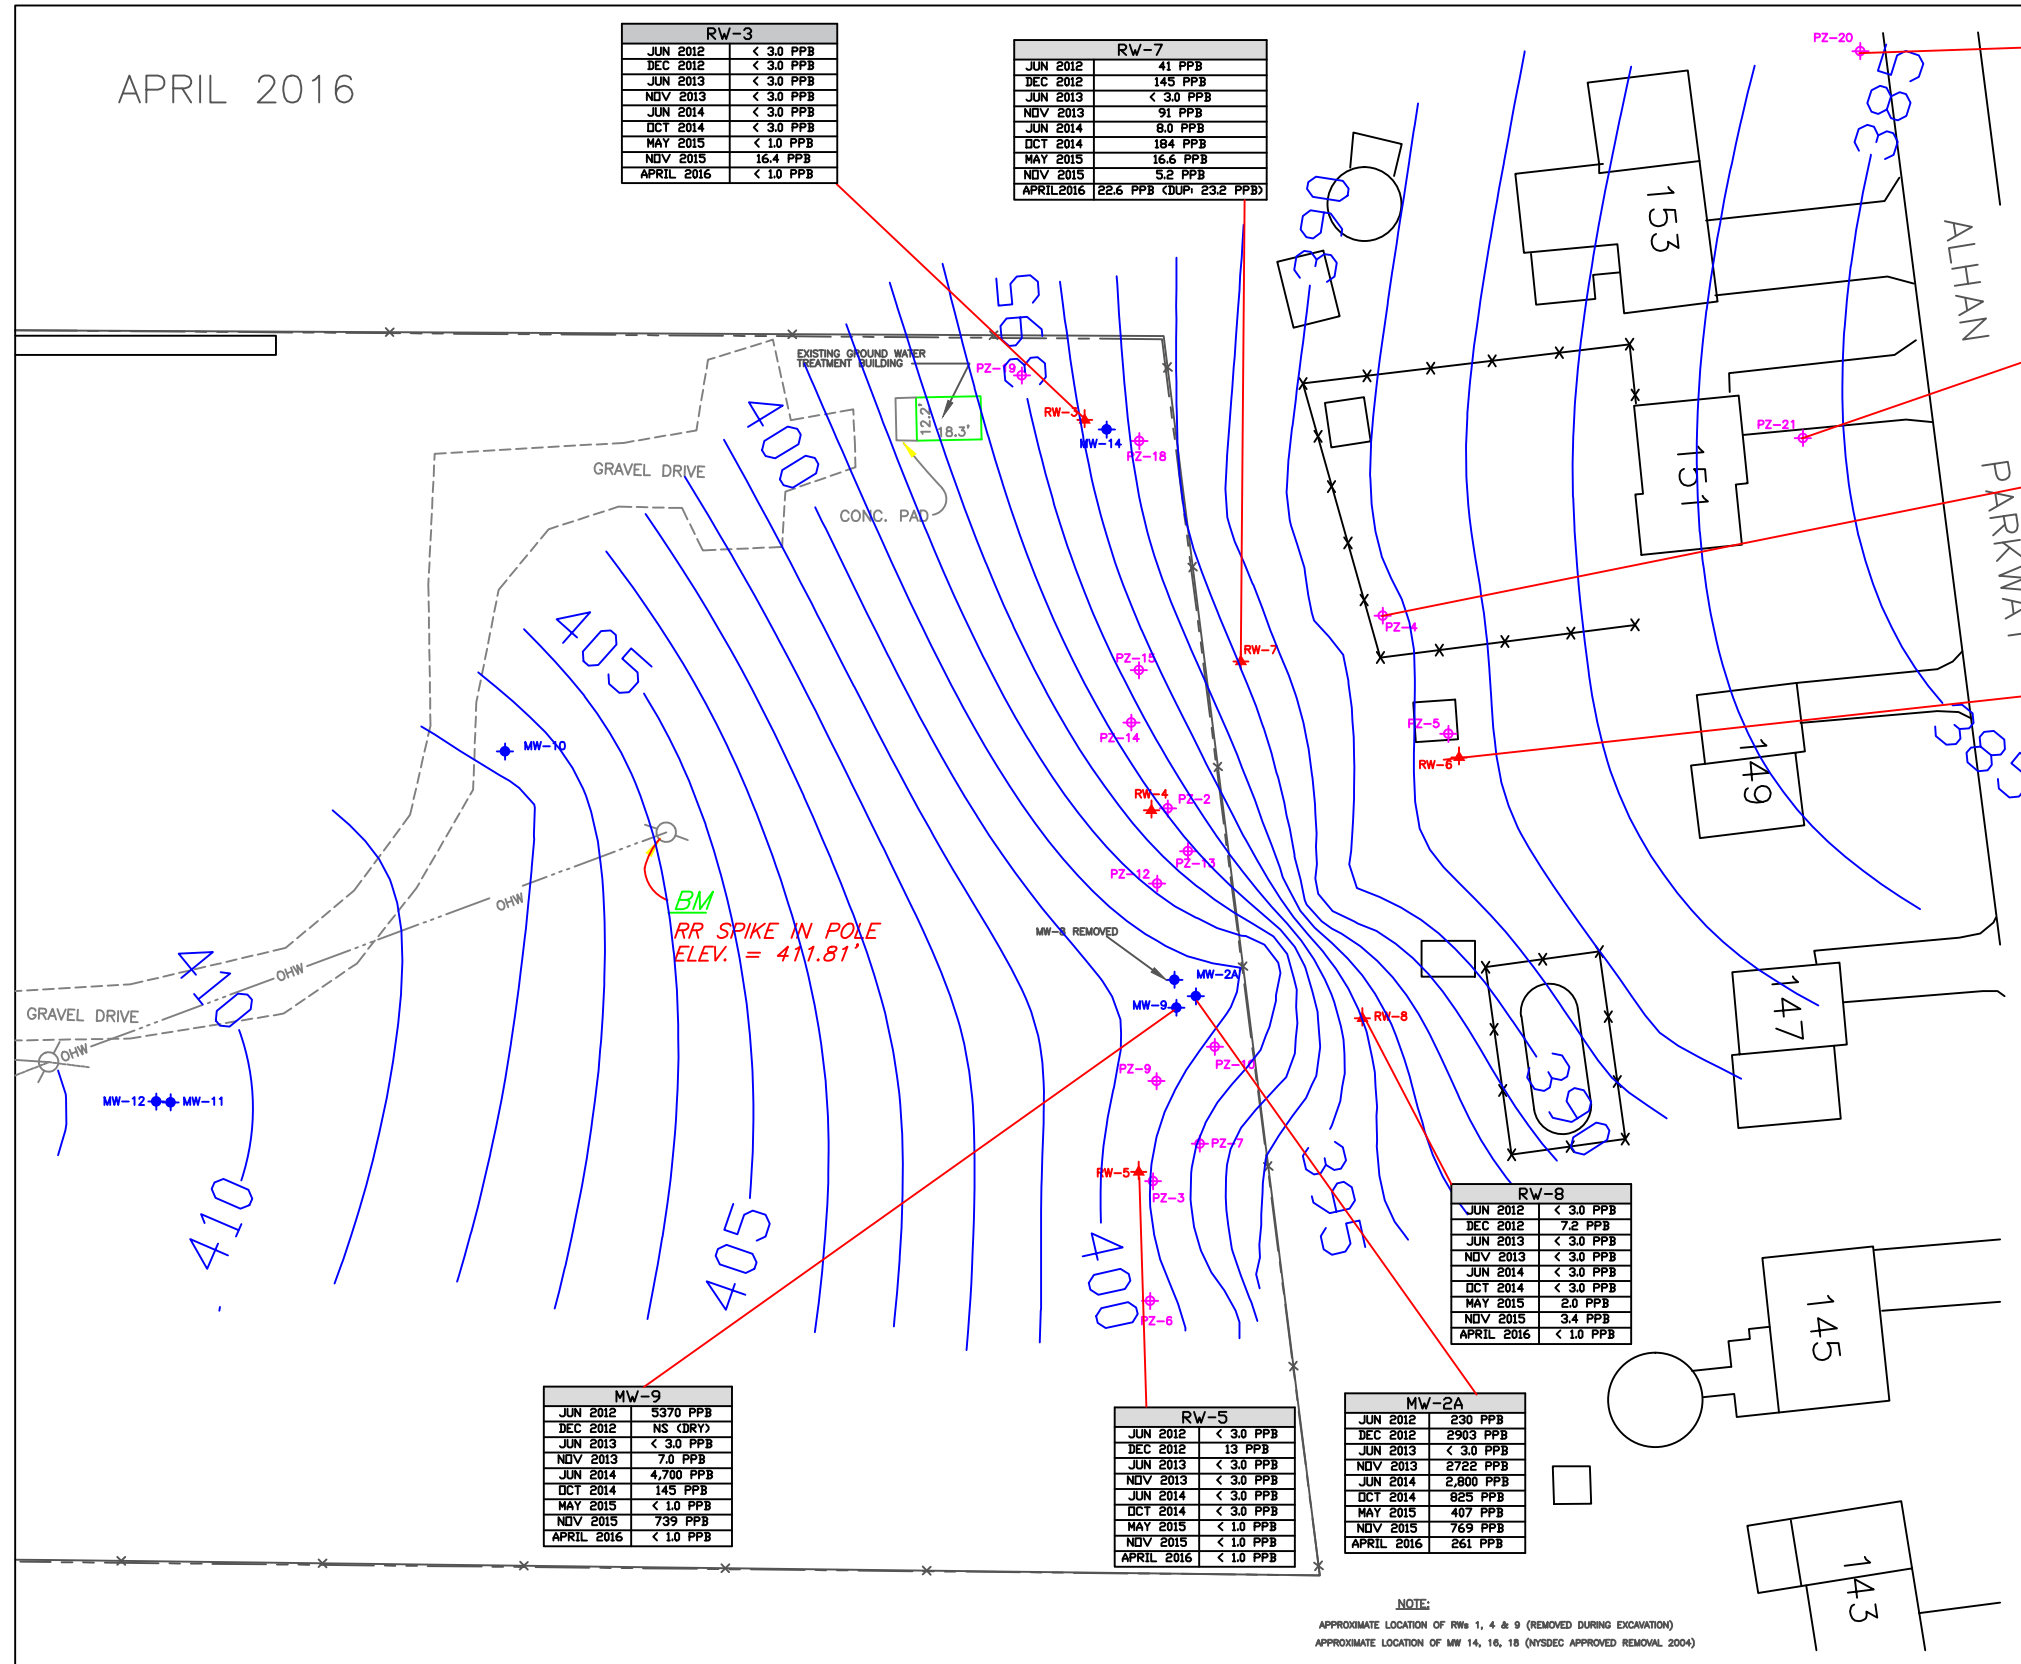 APRIL 2016
RW-3
JUN 2012 < 3.0 PPB
DEC 2012 < 3.0 PPB
JUN 2013 < 3.0 PPB
NOV 2013 < 3.0 PPB
JUN 2014 < 3.0 PPB
OCT 2014 < 3.0 PPB
MAY 2015 < 1.0 PPB
NOV 2015 16.4 PPB
APRIL 2016 < 1.0 PPB
RW-7
JUN 2012 41 PPB
DEC 2012 145 PPB
JUN 2013 < 3.0 PPB
NOV 2013 91 PPB
JUN 2014 8.0 PPB
OCT 2014 184 PPB
MAY 2015 16.6 PPB
NOV 2015 5.2 PPB
APRIL2016 22.6 PPB (DUP: 23.2 PPB)
PZ-20
385
390
395
153
ALHAN
PARKWAY
EXISTING GROUND WATER
TREATMENT BUILDING
PZ-19
12.2'
18.3'
RW-3
MW-14
PZ-18
400
GRAVEL DRIVE
CONC. PAD
PZ-21
151
PZ-4
405
RW-7
PZ-15
PZ-14
PZ-5
RW-6
MW-10
RW-4
PZ-2
PZ-13
PZ-12
149
385
OHW
BM
RR SPIKE IN POLE
ELEV. = 411.81'
MW-8 REMOVED
MW-2A
MW-9
RW-8
410
OHW
GRAVEL DRIVE
OHW
147
PZ-10
PZ-9
390
MW-12
MW-11
PZ-7
RW-5
PZ-3
395
410
405
400
PZ-6
RW-8
JUN 2012 < 3.0 PPB
DEC 2012 7.2 PPB
JUN 2013 < 3.0 PPB
NOV 2013 < 3.0 PPB
JUN 2014 < 3.0 PPB
OCT 2014 < 3.0 PPB
MAY 2015 2.0 PPB
NOV 2015 3.4 PPB
APRIL 2016 < 1.0 PPB
145
MW-9
JUN 2012 5370 PPB
DEC 2012 NS (DRY)
JUN 2013 < 3.0 PPB
NOV 2013 7.0 PPB
JUN 2014 4,700 PPB
OCT 2014 145 PPB
MAY 2015 < 1.0 PPB
NOV 2015 739 PPB
APRIL 2016 < 1.0 PPB
RW-5
JUN 2012 < 3.0 PPB
DEC 2012 13 PPB
JUN 2013 < 3.0 PPB
NOV 2013 < 3.0 PPB
JUN 2014 < 3.0 PPB
OCT 2014 < 3.0 PPB
MAY 2015 < 1.0 PPB
NOV 2015 < 1.0 PPB
APRIL 2016 < 1.0 PPB
MW-2A
JUN 2012 230 PPB
DEC 2012 2903 PPB
JUN 2013 < 3.0 PPB
NOV 2013 2722 PPB
JUN 2014 2,800 PPB
OCT 2014 825 PPB
MAY 2015 407 PPB
NOV 2015 769 PPB
APRIL 2016 261 PPB
143
NOTE:
APPROXIMATE LOCATION OF RWs 1, 4 & 9 (REMOVED DURING EXCAVATION)
APPROXIMATE LOCATION OF MW 14, 16, 18 (NYSDEC APPROVED REMOVAL 2004)